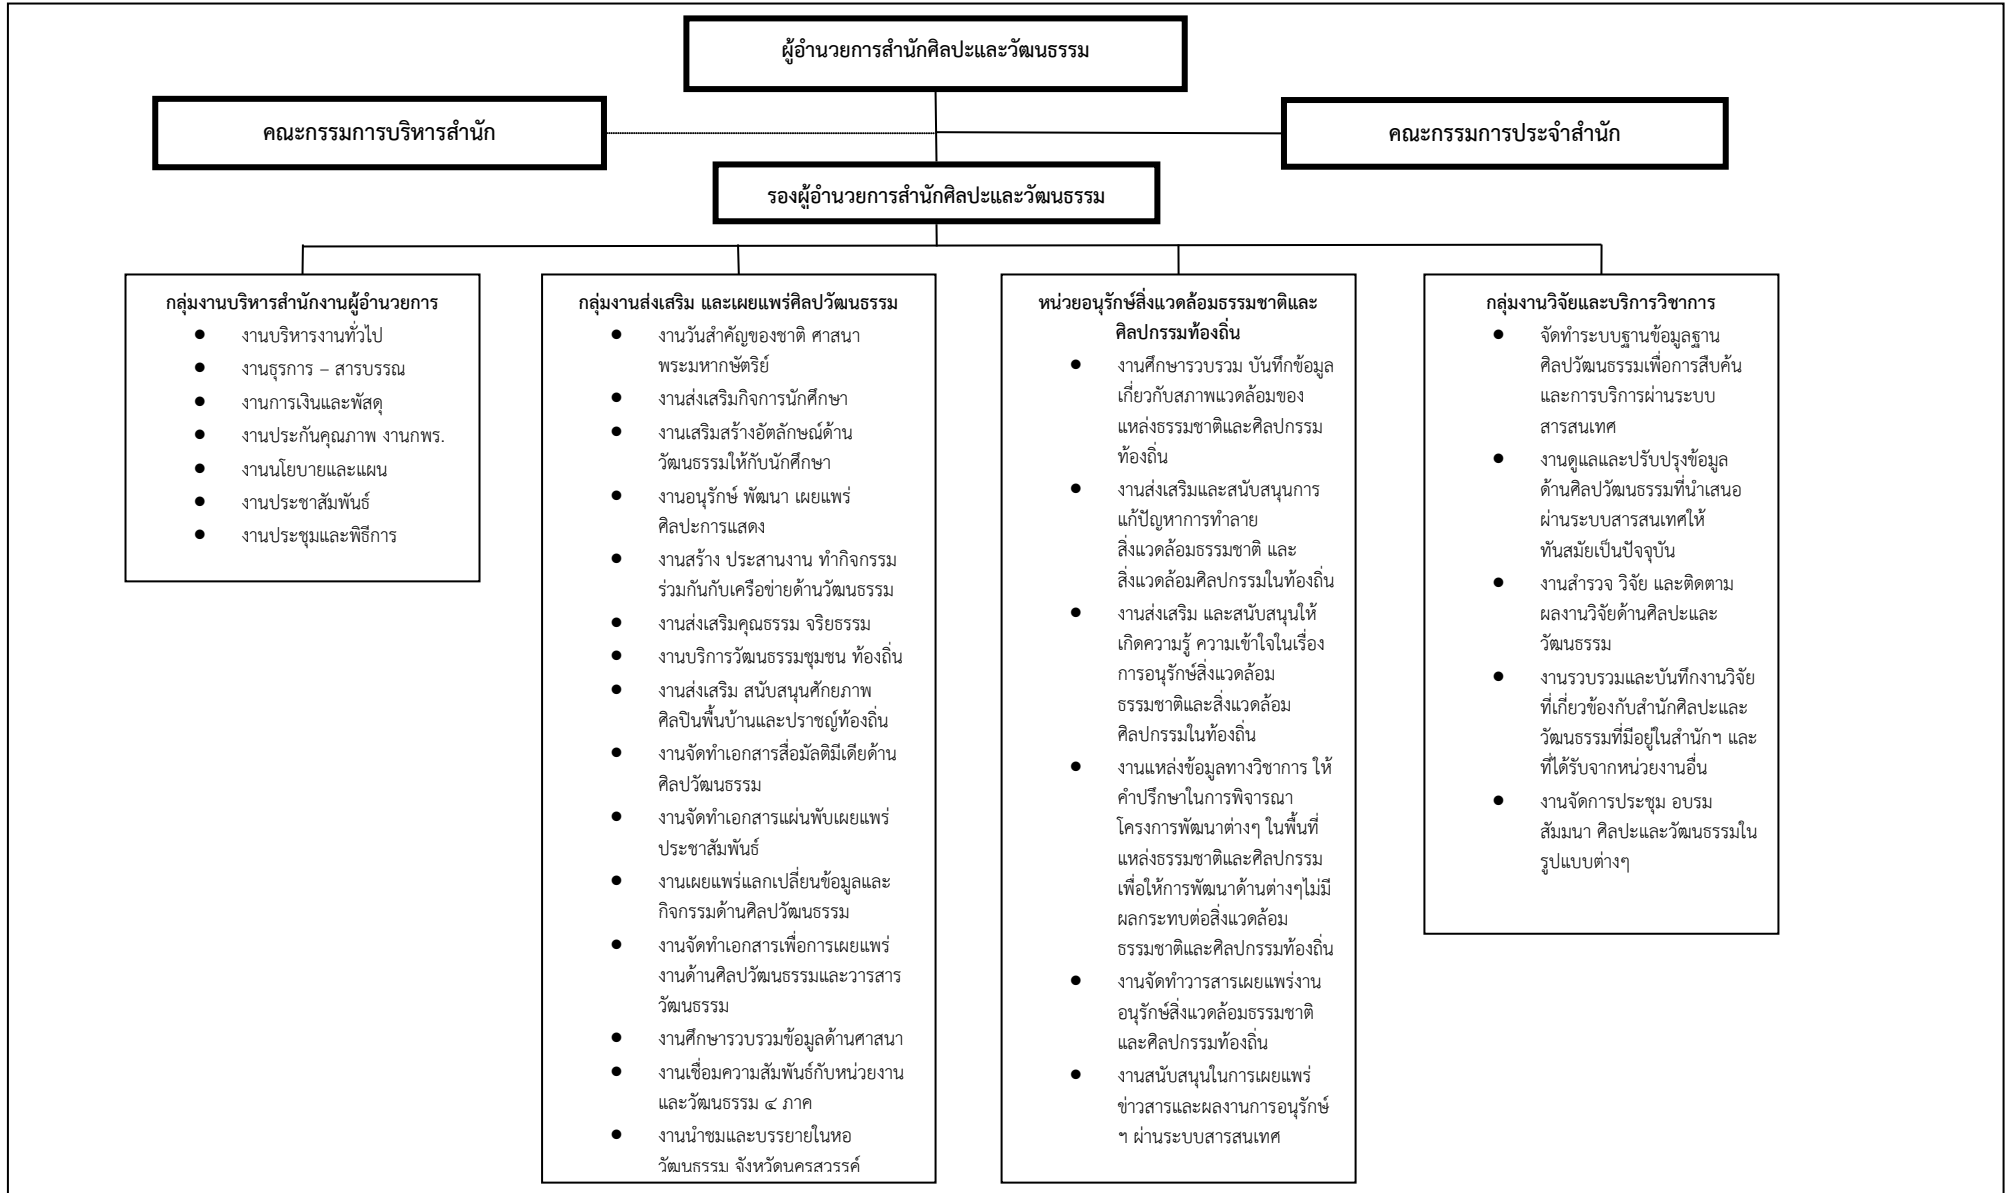 ผู้อำนวยการสำนักศิลปะและวัฒนธรรม
คณะกรรมการบริหารสำนัก
คณะกรรมการประจำสำนัก
รองผู้อำนวยการสำนักศิลปะและวัฒนธรรม
กลุ่มงานบริหารสำนักงานผู้อำนวยการ
● งานบริหารงานทั่วไป
● งานธุรการ – สารบรรณ
● งานการเงินและพัสดุ
● งานประกันคุณภาพ งานกพร.
● งานนโยบายและแผน
● งานประชาสัมพันธ์
● งานประชุมและพิธีการ
กลุ่มงานส่งเสริม และเผยแพร่ศิลปวัฒนธรรม
● งานวันสำคัญของชาติ ศาสนา
พระมหากษัตริย์
● งานส่งเสริมกิจการนักศึกษา
● งานเสริมสร้างอัตลักษณ์ด้าน
วัฒนธรรมให้กับนักศึกษา
● งานอนุรักษ์ พัฒนา เผยแพร่
ศิลปะการแสดง
● งานสร้าง ประสานงาน ทำกิจกรรม
ร่วมกันกับเครือข่ายด้านวัฒนธรรม
● งานส่งเสริมคุณธรรม จริยธรรม
● งานบริการวัฒนธรรมชุมชน ท้องถิ่น
● งานส่งเสริม สนับสนุนศักยภาพ
ศิลปินพื้นบ้านและปราชญ์ท้องถิ่น
● งานจัดทำเอกสารสื่อมัลติมีเดียด้าน
ศิลปวัฒนธรรม
● งานจัดทำเอกสารแผ่นพับเผยแพร่
ประชาสัมพันธ์
● งานเผยแพร่แลกเปลี่ยนข้อมูลและ
กิจกรรมด้านศิลปวัฒนธรรม
● งานจัดทำเอกสารเพื่อการเผยแพร่
งานด้านศิลปวัฒนธรรมและวารสาร
วัฒนธรรม
● งานศึกษารวบรวมข้อมูลด้านศาสนา
● งานเชื่อมความสัมพันธ์กับหน่วยงาน
และวัฒนธรรม ๔ ภาค
● งานนำชมและบรรยายในหอ
วัฒนธรรม จังหวัดนครสวรรค์
หน่วยอนุรักษ์สิ่งแวดล้อมธรรมชาติและ
ศิลปกรรมท้องถิ่น
● งานศึกษารวบรวม บันทึกข้อมูล
เกี่ยวกับสภาพแวดล้อมของ
แหล่งธรรมชาติและศิลปกรรม
ท้องถิ่น
● งานส่งเสริมและสนับสนุนการ
แก้ปัญหาการทำลาย
สิ่งแวดล้อมธรรมชาติ และ
สิ่งแวดล้อมศิลปกรรมในท้องถิ่น
● งานส่งเสริม และสนับสนุนให้
เกิดความรู้ ความเข้าใจในเรื่อง
การอนุรักษ์สิ่งแวดล้อม
ธรรมชาติและสิ่งแวดล้อม
ศิลปกรรมในท้องถิ่น
● งานแหล่งข้อมูลทางวิชาการ ให้
คำปรึกษาในการพิจารณา
โครงการพัฒนาต่างๆ ในพื้นที่
แหล่งธรรมชาติและศิลปกรรม
เพื่อให้การพัฒนาด้านต่างๆไม่มี
ผลกระทบต่อสิ่งแวดล้อม
ธรรมชาติและศิลปกรรมท้องถิ่น
● งานจัดทำวารสารเผยแพร่งาน
อนุรักษ์สิ่งแวดล้อมธรรมชาติ
และศิลปกรรมท้องถิ่น
● งานสนับสนุนในการเผยแพร่
ข่าวสารและผลงานการอนุรักษ์
ฯ ผ่านระบบสารสนเทศ
กลุ่มงานวิจัยและบริการวิชาการ
● จัดทำระบบฐานข้อมูลฐาน
ศิลปวัฒนธรรมเพื่อการสืบค้น
และการบริการผ่านระบบ
สารสนเทศ
● งานดูแลและปรับปรุงข้อมูล
ด้านศิลปวัฒนธรรมที่นำเสนอ
ผ่านระบบสารสนเทศให้
ทันสมัยเป็นปัจจุบัน
● งานสำรวจ วิจัย และติดตาม
ผลงานวิจัยด้านศิลปะและ
วัฒนธรรม
● งานรวบรวมและบันทึกงานวิจัย
ที่เกี่ยวข้องกับสำนักศิลปะและ
วัฒนธรรมที่มีอยู่ในสำนักฯ และ
ที่ได้รับจากหน่วยงานอื่น
● งานจัดการประชุม อบรม
สัมมนา ศิลปะและวัฒนธรรมใน
รูปแบบต่างๆ